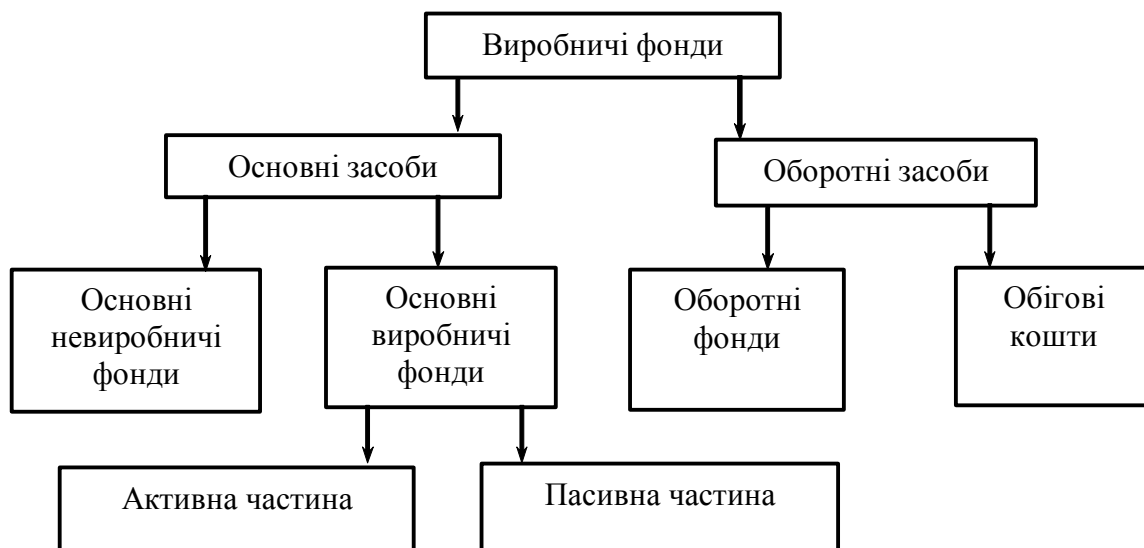 Виробничі фонди
Основні засоби
Оборотні засоби
Основні
невиробничі
фонди
Основні
виробничі
фонди
Оборотні
фонди
Обігові
кошти
Активна частина
Пасивна частина